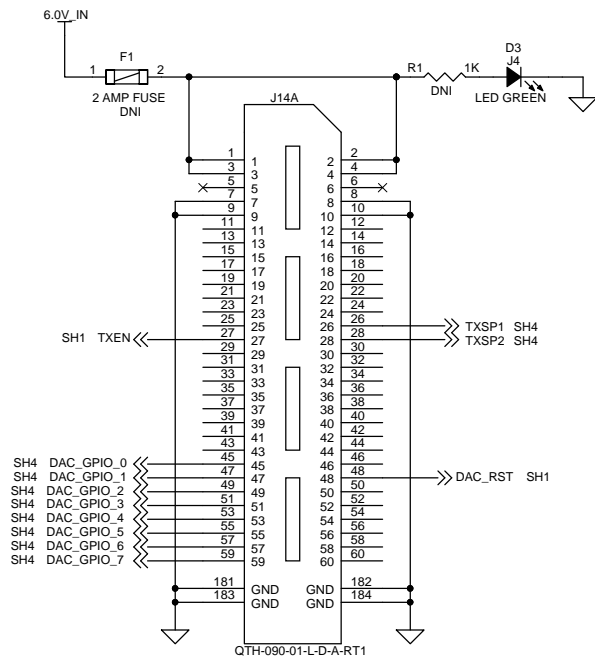 6.0V_IN
D3
J4
F1
1 2
R1 1K
2 AMP FUSE
DNI
DNI
LED GREEN
J14A
1 1 2 2
3 3 4 4
5 5 6 6
7 7 8 8
9 9 10 10
11 11 12 12
13 13 14 14
15 15 16 16
17 17 18 18
19 19 20 20
21 21 22 22
23 23 24 24
25 25 26 26 TXSP1 SH4
SH1 TXEN 27 27 28 28 TXSP2 SH4
29 29 30 30
31 31 32 32
33 33 34 34
35 35 36 36
37 37 38 38
39 39 40 40
41 41 42 42
43 43 44 44
SH4 DAC_GPIO_0 45 45 46 46
SH4 DAC_GPIO_1 47 47 48 48 DAC_RST SH1
SH4 DAC_GPIO_2 49 49 50 50
SH4 DAC_GPIO_3 51 51 52 52
SH4 DAC_GPIO_4 53 53 54 54
SH4 DAC_GPIO_5 55 55 56 56
SH4 DAC_GPIO_6 57 57 58 58
SH4 DAC_GPIO_7 59 59 60 60
181 GND GND 182
183 GND GND 184
QTH-090-01-L-D-A-RT1